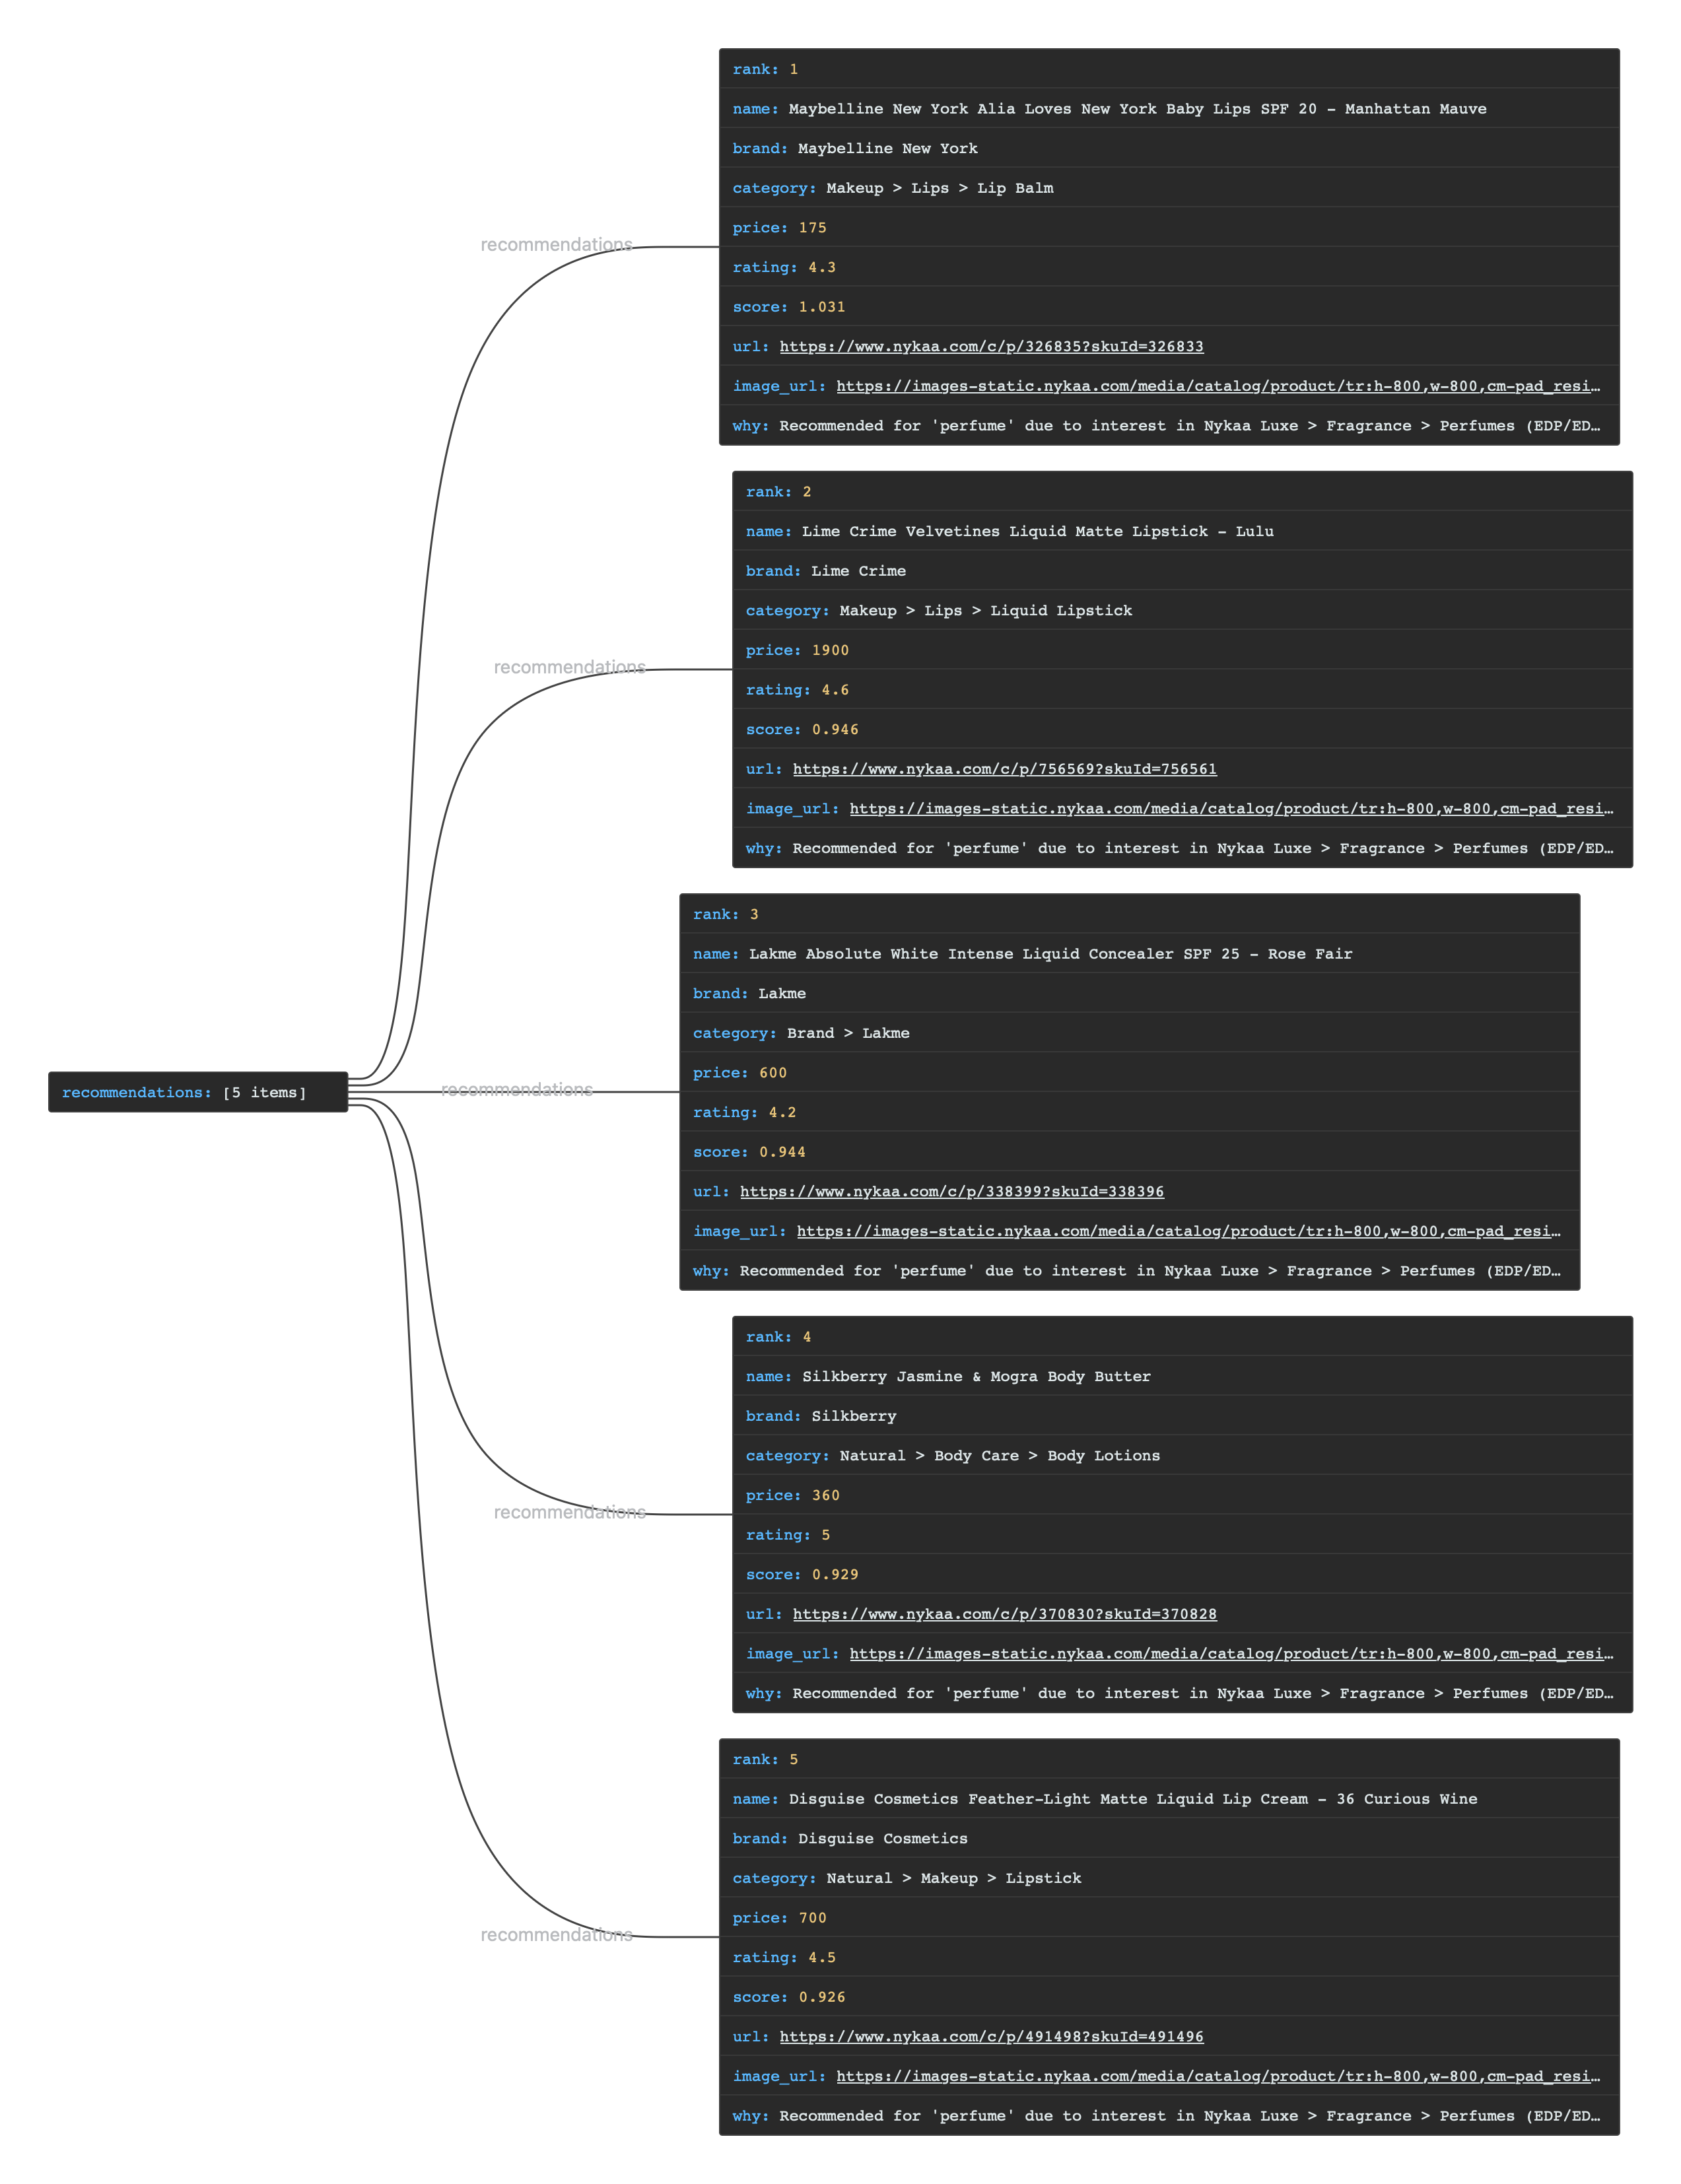 rank: 1
name: Maybelline New York Alia Loves New York Baby Lips SPF 20 - Manhattan Mauve
brand: Maybelline New York
category: Makeup > Lips > Lip Balm
price: 175
recommendations
rating: 4.3
score: 1.031
url: https://www.nykaa.com/c/p/326835?skuId=326833
image_url: https://images-static.nykaa.com/media/catalog/product/tr:h-800,w-800,cm-pad_resi…
why: Recommended for 'perfume' due to interest in Nykaa Luxe > Fragrance > Perfumes (EDP/ED…
rank: 2
name: Lime Crime Velvetines Liquid Matte Lipstick - Lulu
brand: Lime Crime
category: Makeup > Lips > Liquid Lipstick
price: 1900
recommendations
rating: 4.6
score: 0.946
url: https://www.nykaa.com/c/p/756569?skuId=756561
image_url: https://images-static.nykaa.com/media/catalog/product/tr:h-800,w-800,cm-pad_resi…
why: Recommended for 'perfume' due to interest in Nykaa Luxe > Fragrance > Perfumes (EDP/ED…
rank: 3
name: Lakme Absolute White Intense Liquid Concealer SPF 25 - Rose Fair
brand: Lakme
category: Brand > Lakme
price: 600
recommendations: [5 items]
recommendations
rating: 4.2
score: 0.944
url: https://www.nykaa.com/c/p/338399?skuId=338396
image_url: https://images-static.nykaa.com/media/catalog/product/tr:h-800,w-800,cm-pad_resi…
why: Recommended for 'perfume' due to interest in Nykaa Luxe > Fragrance > Perfumes (EDP/ED…
rank: 4
name: Silkberry Jasmine & Mogra Body Butter
brand: Silkberry
category: Natural > Body Care > Body Lotions
price: 360
recommendations
rating: 5
score: 0.929
url: https://www.nykaa.com/c/p/370830?skuId=370828
image_url: https://images-static.nykaa.com/media/catalog/product/tr:h-800,w-800,cm-pad_resi…
why: Recommended for 'perfume' due to interest in Nykaa Luxe > Fragrance > Perfumes (EDP/ED…
rank: 5
name: Disguise Cosmetics Feather-Light Matte Liquid Lip Cream - 36 Curious Wine
brand: Disguise Cosmetics
category: Natural > Makeup > Lipstick
price: 700
recommendations
rating: 4.5
score: 0.926
url: https://www.nykaa.com/c/p/491498?skuId=491496
image_url: https://images-static.nykaa.com/media/catalog/product/tr:h-800,w-800,cm-pad_resi…
why: Recommended for 'perfume' due to interest in Nykaa Luxe > Fragrance > Perfumes (EDP/ED…